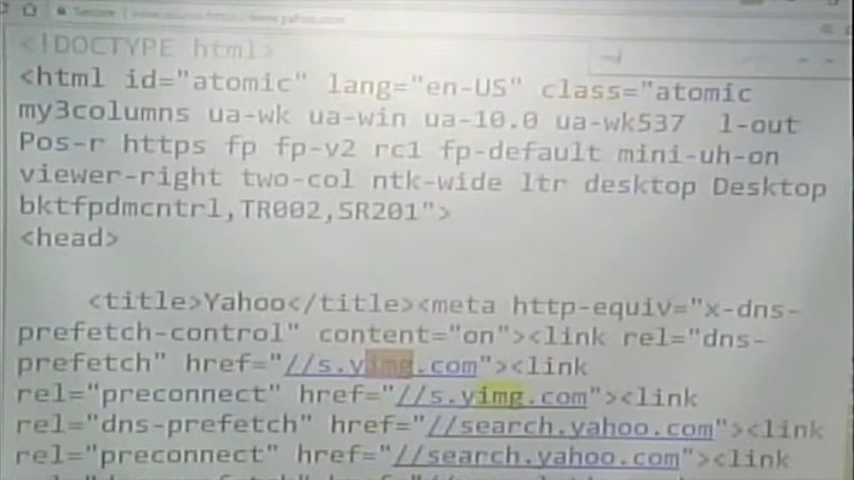 <!DOCTYPE html>
<html id="atomic" lang="en-US" class="atomic
my3columns ua-wk ua-win ua-10.0 ua-wk537  l-out
Pos-r https fp fp-v2 rc1 fp-default mini-uh-on
viewer-right two-col ntk-wide ltr desktop Desktop
bktfpdmcntrl,TR002,SR201">
<head>
<title>Yahoo</title><meta http-equiv="x-dns-
prefetch-control" content="on"><link rel="dns-
prefetch" href="//s.yimg.com"><link
rel="preconnect" href="//s.yimg.com"><link
rel="dns-prefetch" href="//search.yahoo.com"><link
rel="preconnect" href="//search.yahoo.com"><link